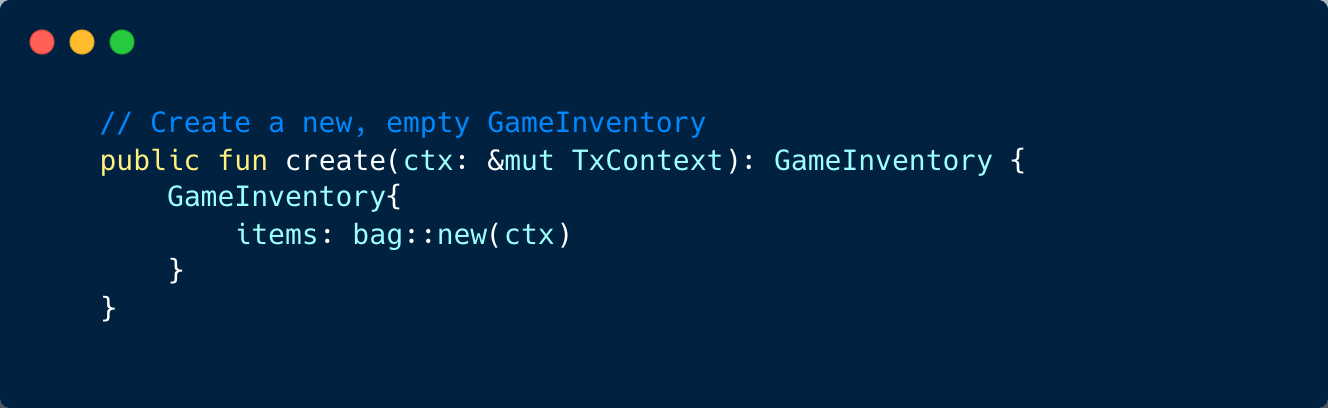 // Create a new, empty GameInventory
public fun create(ctx: &mut TxContext): GameInventory {
    GameInventory{
        items: bag::new(ctx)
    }
}